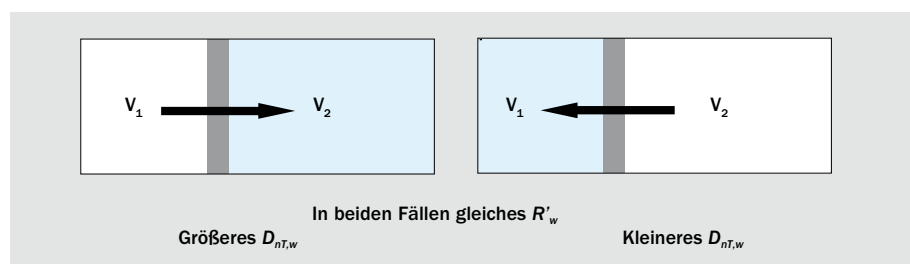 V₁ V₂ V₁ V₂
In beiden Fällen gleiches R'w
Größeres DnT,w Kleineres DnT,w